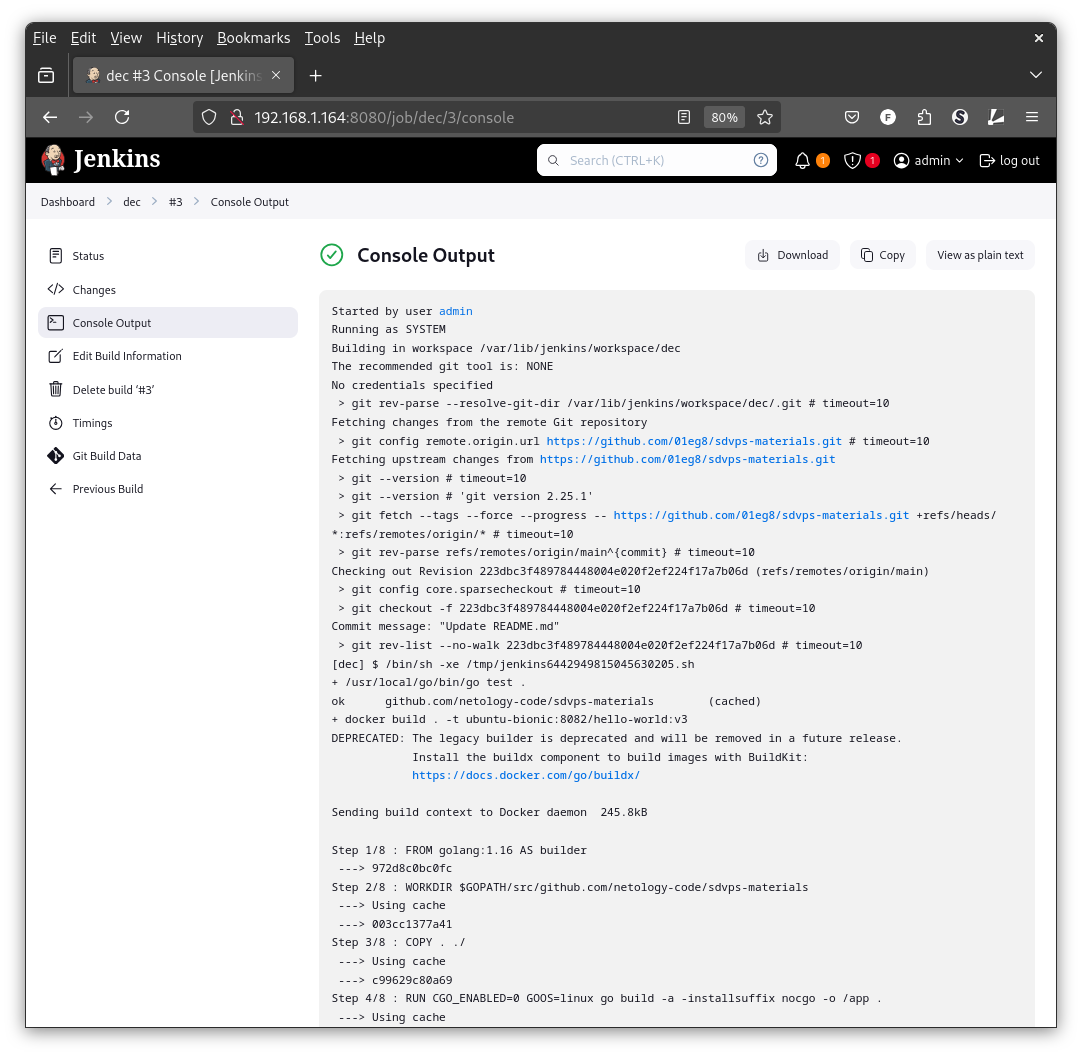 File Edit View History Bookmarks Tools Help
dec #3 Console [Jenkins
192.168.1.164:8080/job/dec/3/console
80%
F
S
Jenkins
Search (CTRL+K)
1
1
admin
log out
Dashboard
dec
#3
Console Output
Status
Changes
Console Output
Edit Build Information
Delete build ‘#3’
Timings
Git Build Data
Previous Build
Console Output
Download
Copy
View as plain text
Started by user admin
Running as SYSTEM
Building in workspace /var/lib/jenkins/workspace/dec
The recommended git tool is: NONE
No credentials specified
 > git rev-parse --resolve-git-dir /var/lib/jenkins/workspace/dec/.git # timeout=10
Fetching changes from the remote Git repository
 > git config remote.origin.url https://github.com/01eg8/sdvps-materials.git # timeout=10
Fetching upstream changes from https://github.com/01eg8/sdvps-materials.git
 > git --version # timeout=10
 > git --version # 'git version 2.25.1'
 > git fetch --tags --force --progress -- https://github.com/01eg8/sdvps-materials.git +refs/heads/
*:refs/remotes/origin/* # timeout=10
 > git rev-parse refs/remotes/origin/main^{commit} # timeout=10
Checking out Revision 223dbc3f489784448004e020f2ef224f17a7b06d (refs/remotes/origin/main)
 > git config core.sparsecheckout # timeout=10
 > git checkout -f 223dbc3f489784448004e020f2ef224f17a7b06d # timeout=10
Commit message: "Update README.md"
 > git rev-list --no-walk 223dbc3f489784448004e020f2ef224f17a7b06d # timeout=10
[dec] $ /bin/sh -xe /tmp/jenkins6442949815045630205.sh
+ /usr/local/go/bin/go test .
ok      github.com/netology-code/sdvps-materials        (cached)
+ docker build . -t ubuntu-bionic:8082/hello-world:v3
DEPRECATED: The legacy builder is deprecated and will be removed in a future release.
            Install the buildx component to build images with BuildKit:
            https://docs.docker.com/go/buildx/
Sending build context to Docker daemon  245.8kB
Step 1/8 : FROM golang:1.16 AS builder
 ---> 972d8c0bc0fc
Step 2/8 : WORKDIR $GOPATH/src/github.com/netology-code/sdvps-materials
 ---> Using cache
 ---> 003cc1377a41
Step 3/8 : COPY . ./
 ---> Using cache
 ---> c99629c80a69
Step 4/8 : RUN CGO_ENABLED=0 GOOS=linux go build -a -installsuffix nocgo -o /app .
 ---> Using cache